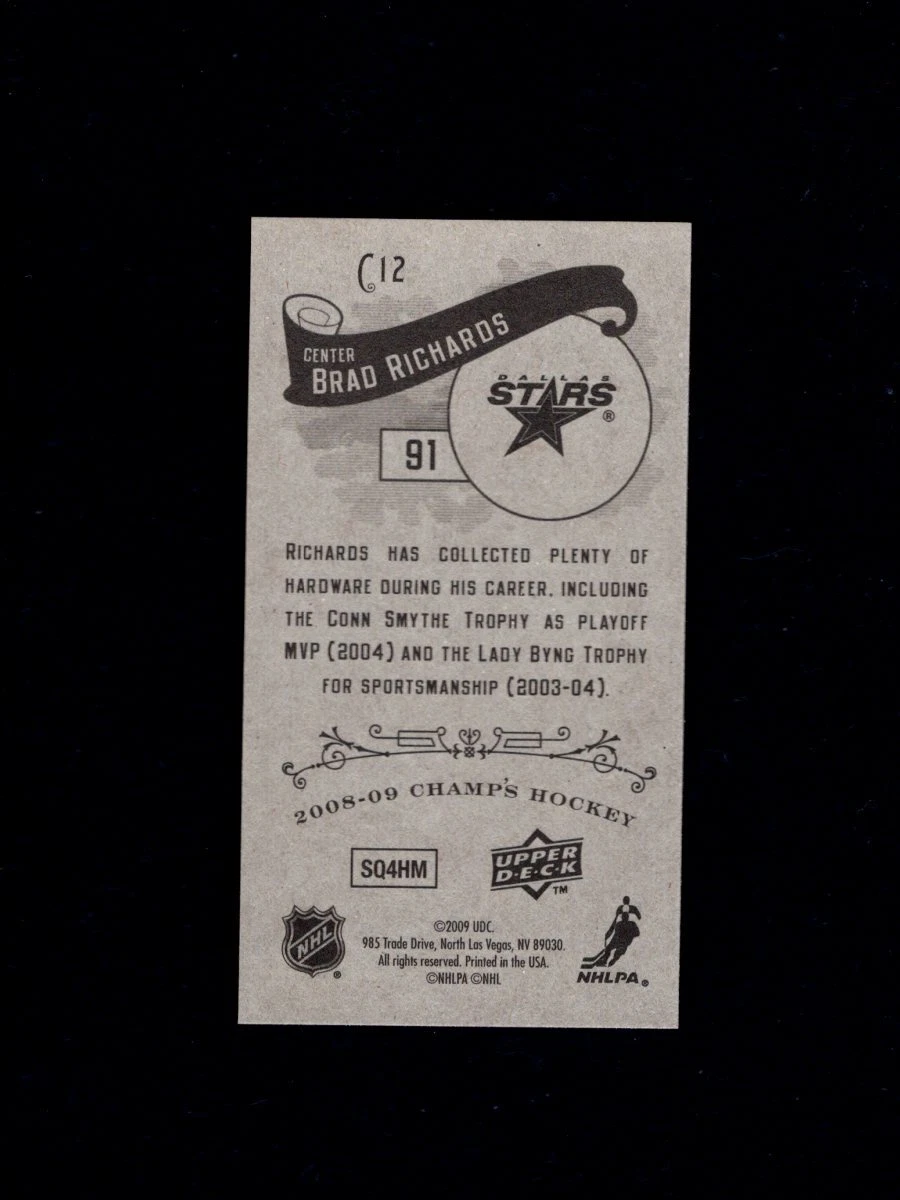 C12
CENTER
BRAD RICHARDS
DALLAS
STARS®
91
RICHARDS HAS COLLECTED PLENTY OF
HARDWARE DURING HIS CAREER, INCLUDING
THE CONN SMYTHE TROPHY AS PLAYOFF
MVP (2004) AND THE LADY BYNG TROPHY
FOR SPORTSMANSHIP (2003-04).
2008-09 CHAMP'S HOCKEY
SQ4HM
UPPER
D·E·C·K
TM
NHL®
©2009 UDC.
985 Trade Drive, North Las Vegas, NV 89030.
All rights reserved. Printed in the USA.
©NHLPA ©NHL
NHLPA®